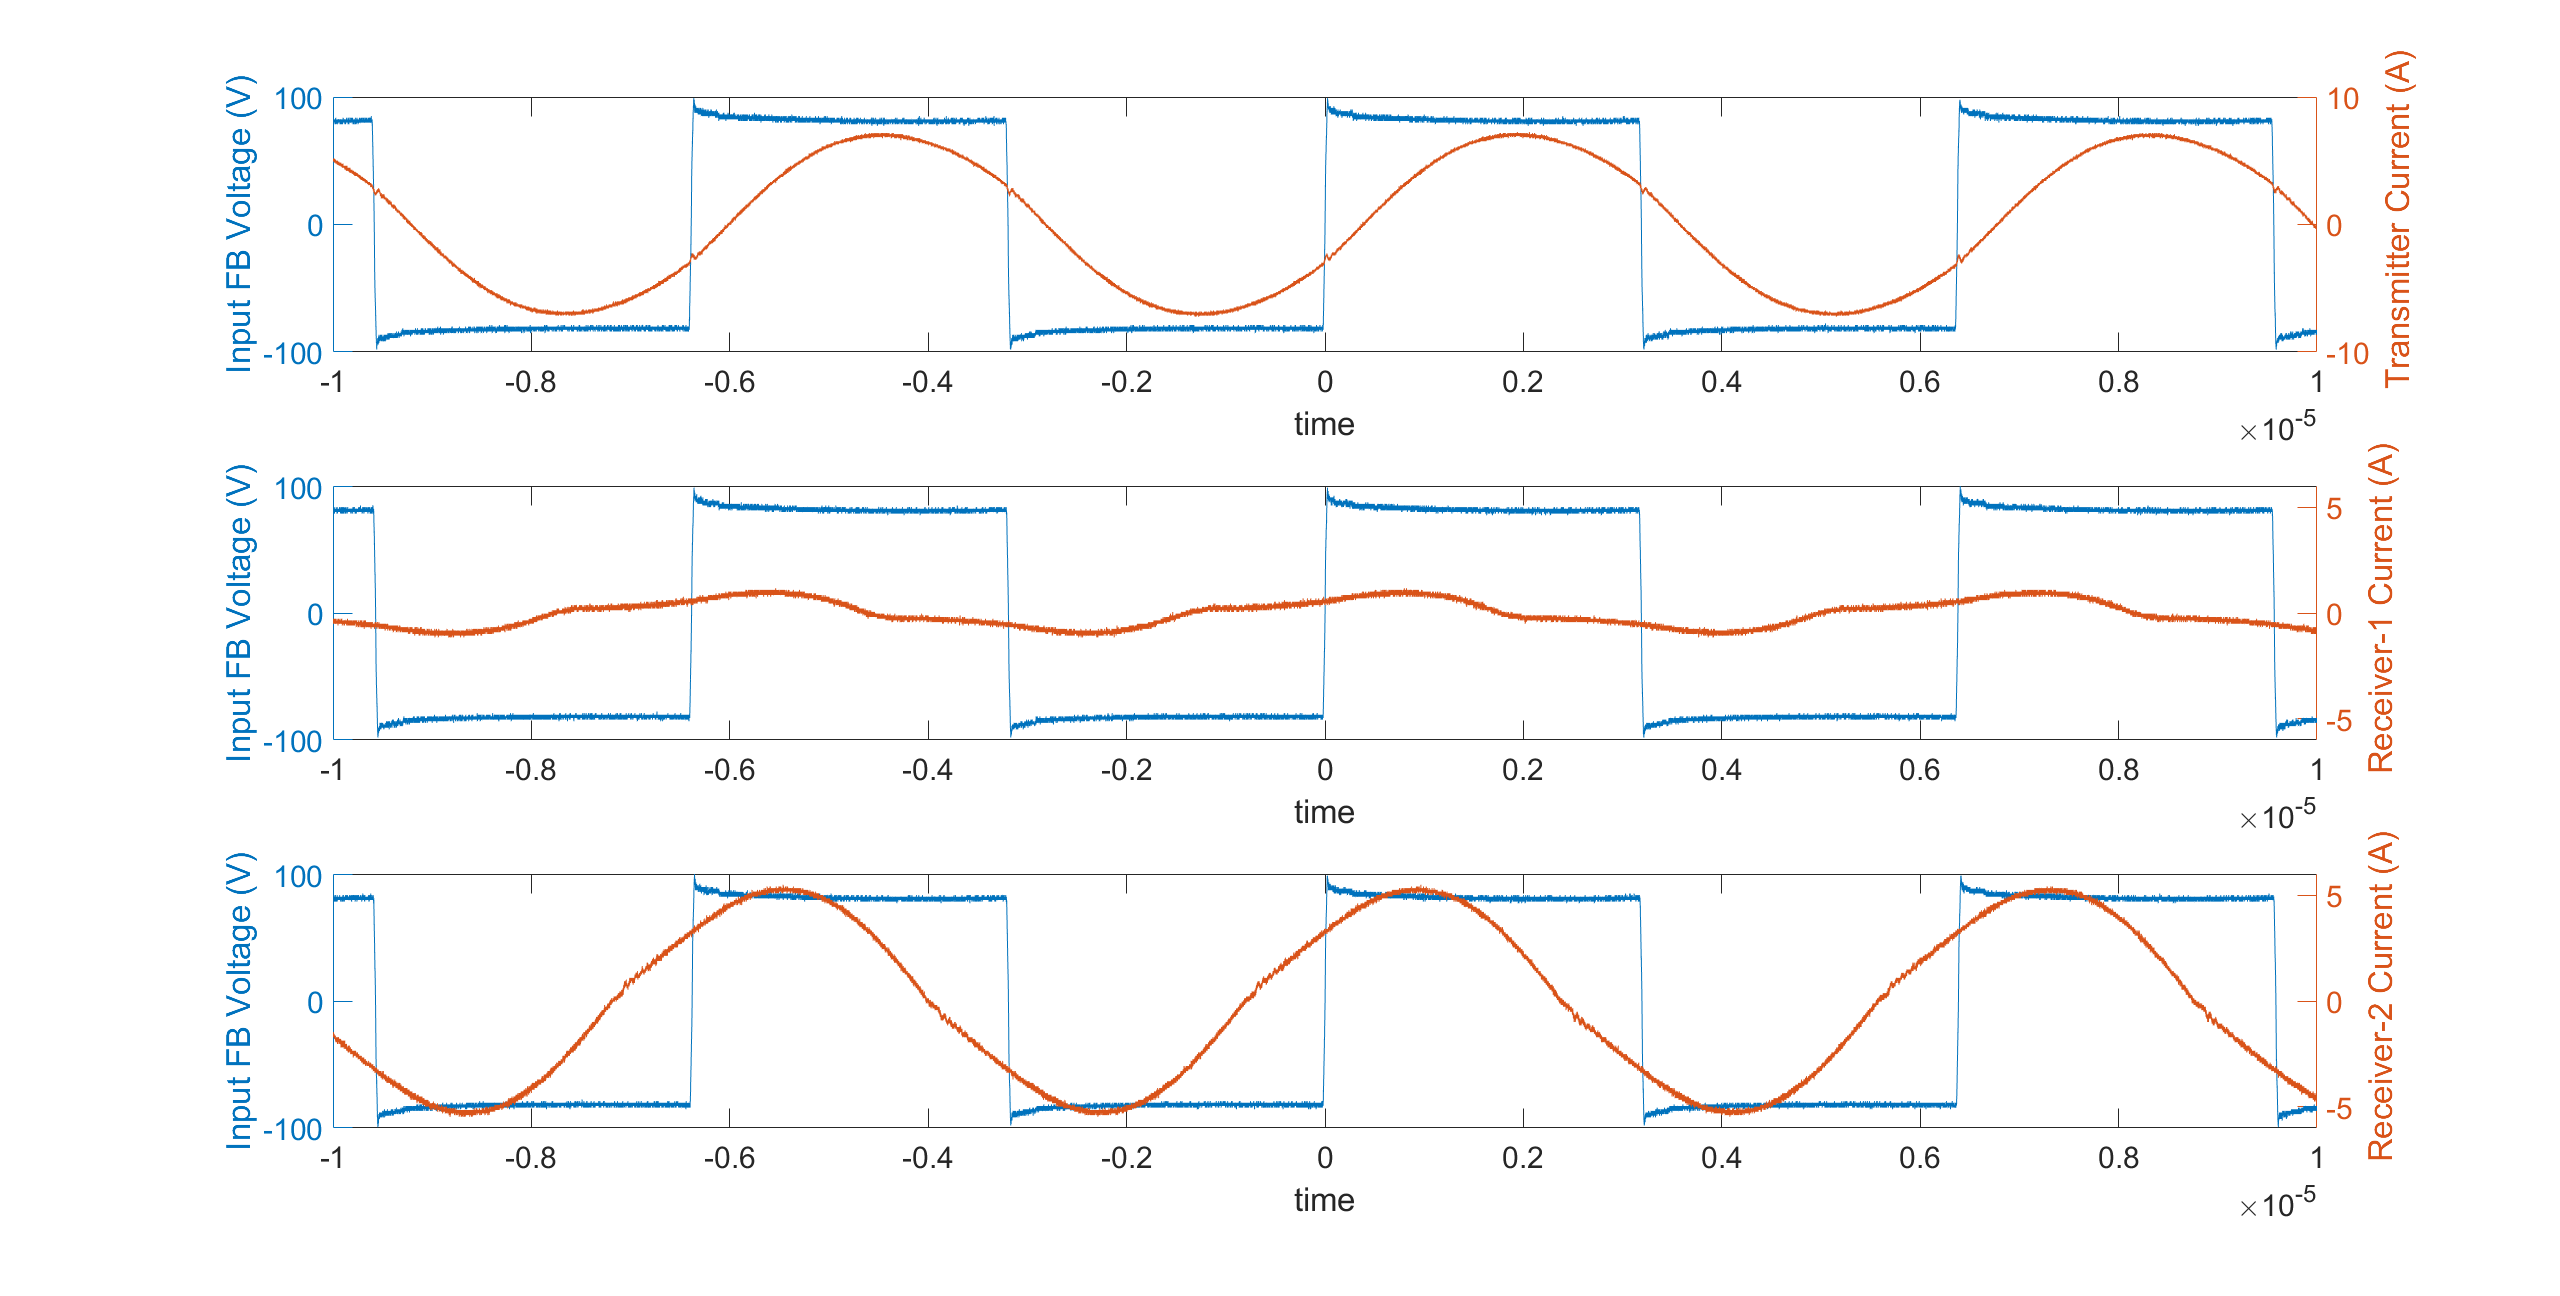 Input FB Voltage (V)
100
0
-100
Transmitter Current (A)
10
0
-10
-1 -0.8 -0.6 -0.4 -0.2 0 0.2 0.4 0.6 0.8 1
time
×10-5
Input FB Voltage (V)
100
0
-100
Receiver-1 Current (A)
5
0
-5
-1 -0.8 -0.6 -0.4 -0.2 0 0.2 0.4 0.6 0.8 1
time
×10-5
Input FB Voltage (V)
100
0
-100
Receiver-2 Current (A)
5
0
-5
-1 -0.8 -0.6 -0.4 -0.2 0 0.2 0.4 0.6 0.8 1
time
×10-5